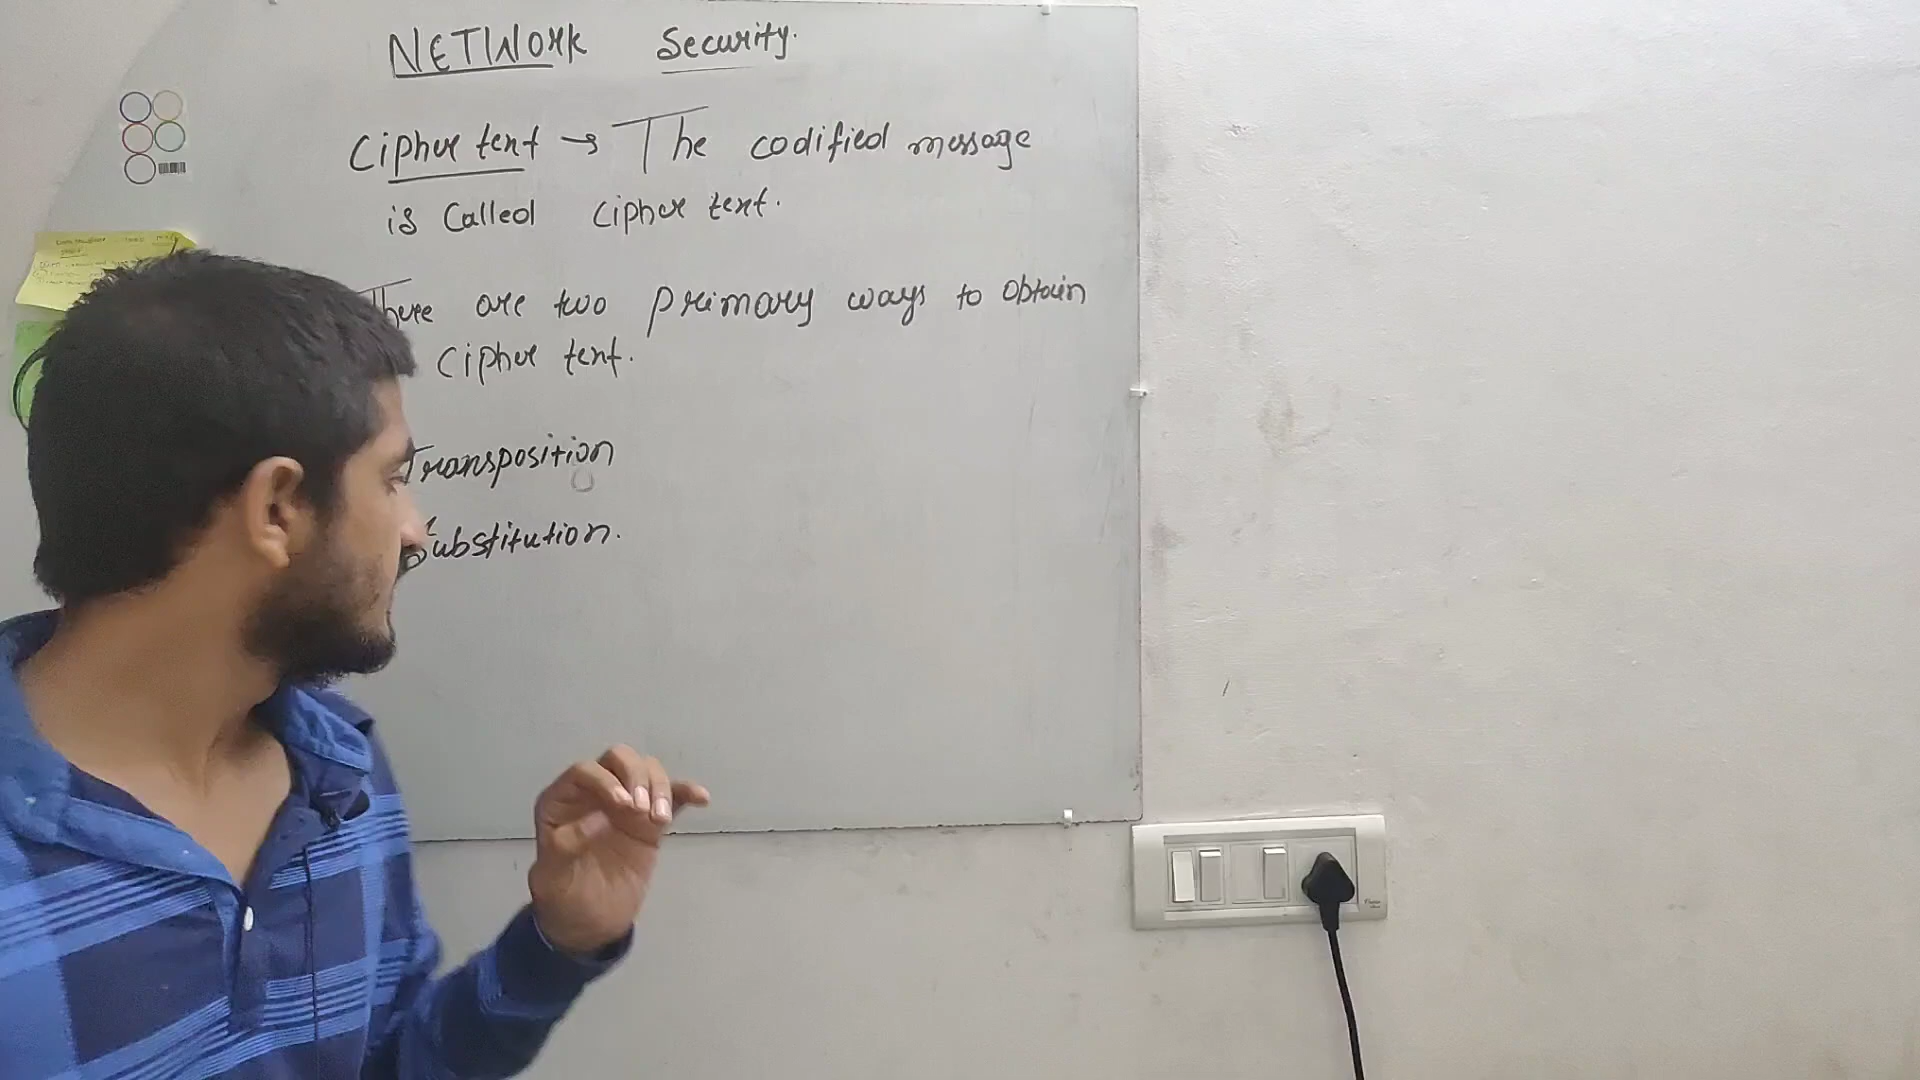 NETWORK Security.
Cipher text → The codified message
is called cipher text.
There are two primary ways to obtain
cipher text.
Transposition
Substitution.